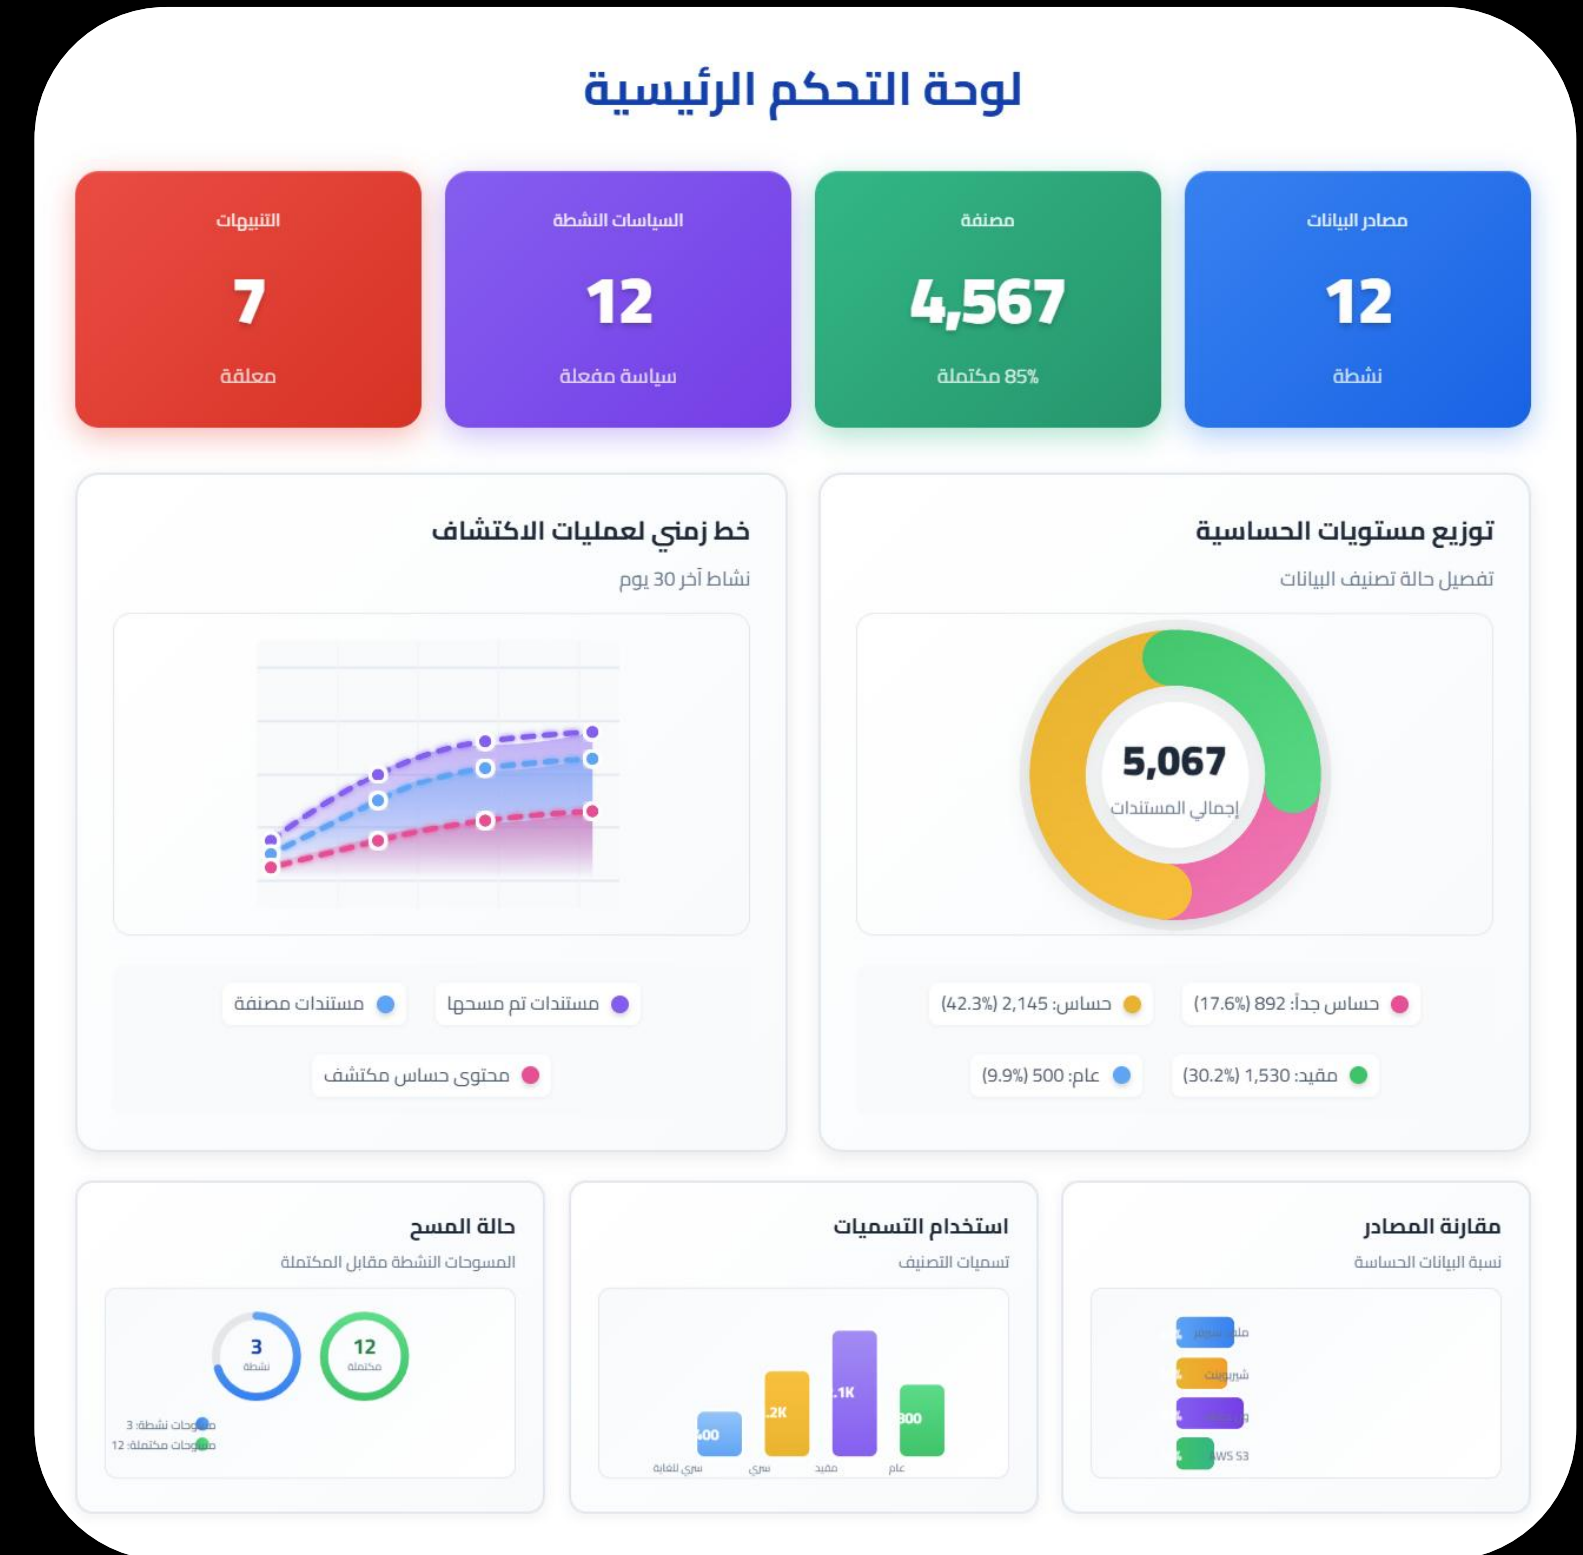 لوحة التحكم الرئيسية
مصادر البيانات
12
نشطة
مصنفة
4,567
85% مكتملة
السياسات النشطة
12
سياسة مفعلة
التنبيهات
7
معلقة
توزيع مستويات الحساسية
تفصيل حالة تصنيف البيانات
5,067
إجمالي المستندات
حساس جداً: 892 (17.6%)
حساس: 2,145 (42.3%)
مقيد: 1,530 (30.2%)
عام: 500 (9.9%)
خط زمني لعمليات الاكتشاف
نشاط آخر 30 يوم
مستندات تم مسحها
مستندات مصنفة
محتوى حساس مكتشف
مقارنة المصادر
نسبة البيانات الحساسة
شيربوينت
AWS S3
استخدام التسميات
تسميات التصنيف
.1K
.2K
عام
مقيد
سري
سري للغاية
حالة المسح
المسوحات النشطة مقابل المكتملة
12
مكتملة
3
نشطة
مسوحات نشطة: 3
مسوحات مكتملة: 12